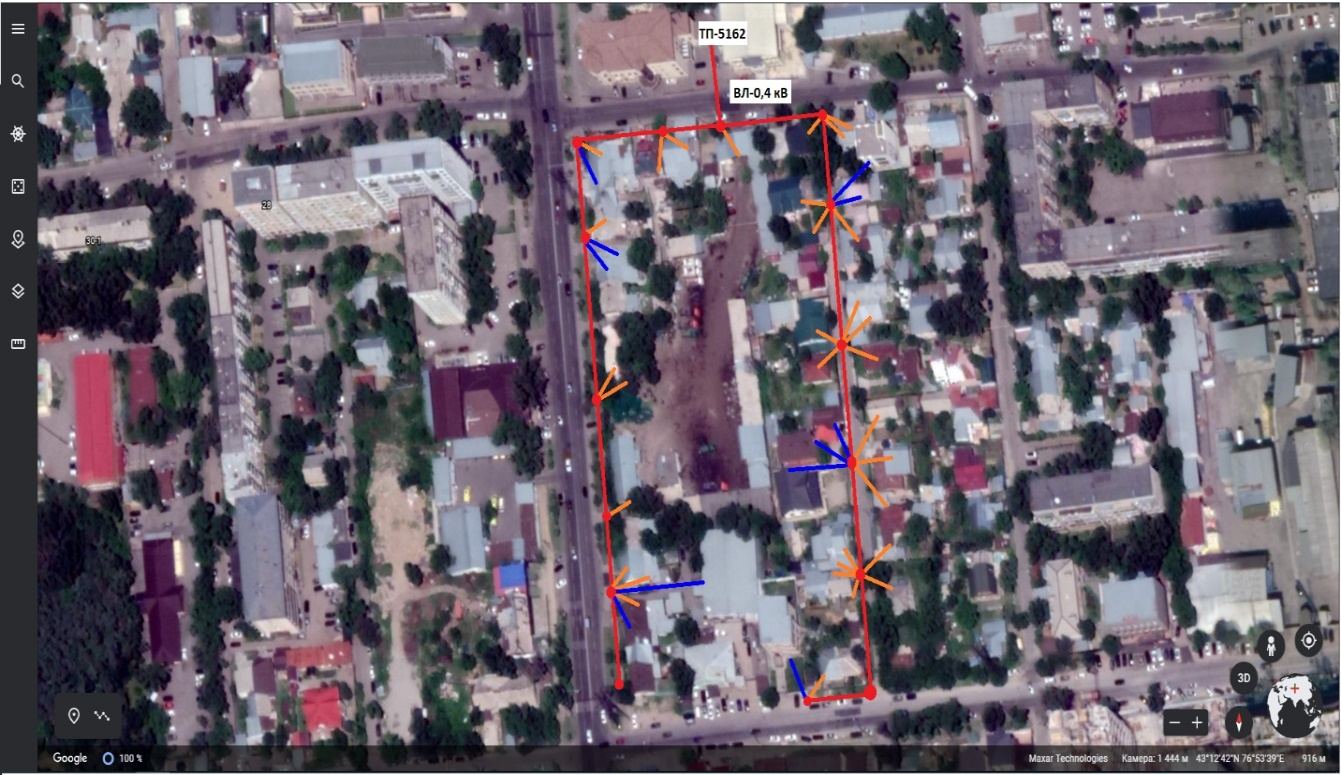 ТП-5162
ВЛ-0,4 кВ
28
30-1
3D
Google
100 %
Maxar Technologies
Камера: 1 444 м
43°12'42"N 76°53'39"E
916 м